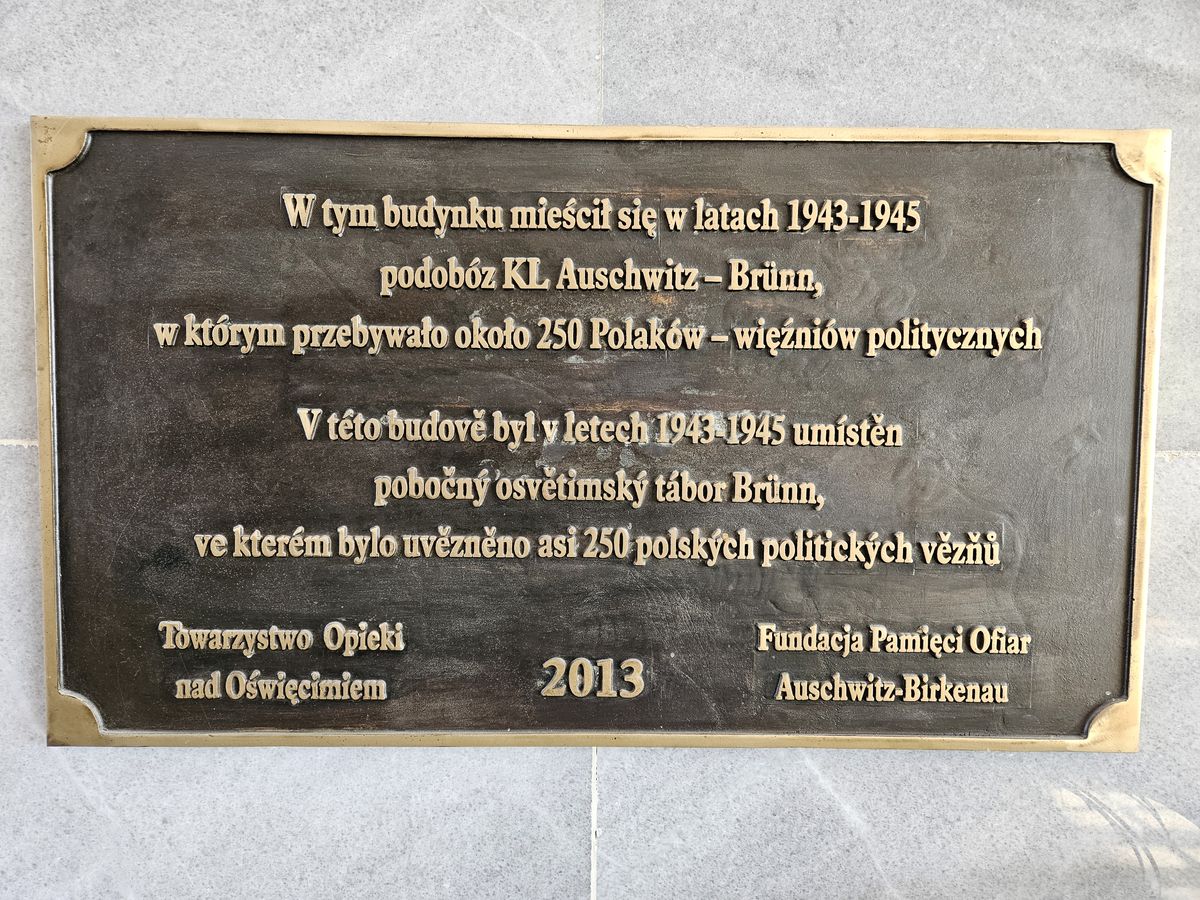 W tym budynku mieścił się w latach 1943-1945
podobóz KL Auschwitz – Brünn,
w którym przebywało około 250 Polaków – więźniów politycznych
V této budově byl v letech 1943-1945 umístěn
pobočný osvětimský tábor Brünn,
ve kterém bylo uvězněno asi 250 polských politických vězňů
Towarzystwo Opieki
nad Oświęcimiem
2013
Fundacja Pamięci Ofiar
Auschwitz-Birkenau